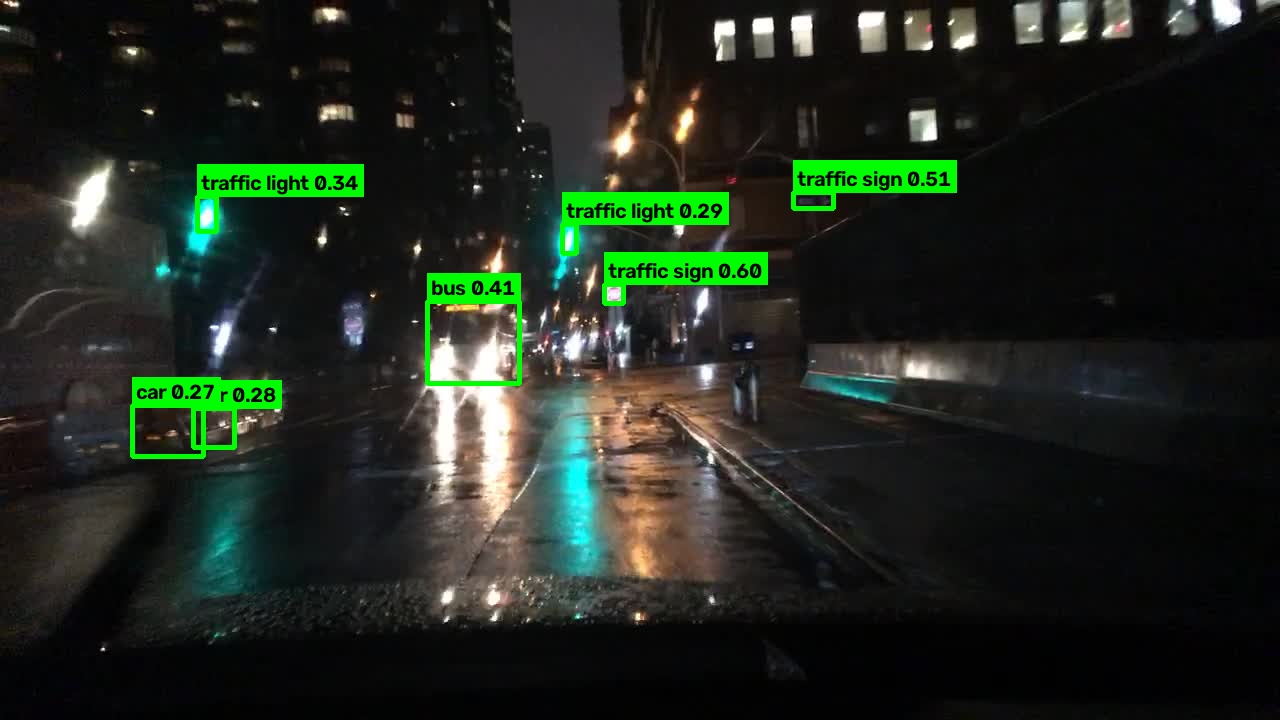 traffic light 0.34
traffic sign 0.51
traffic light 0.29
traffic sign 0.60
bus 0.41
car 0.27
r 0.28